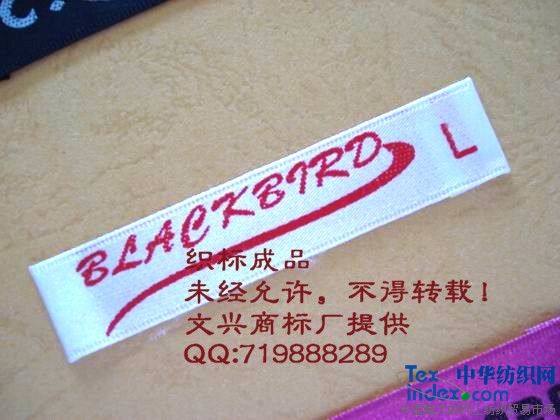 BLACKBIRD L
织标成品
未经允许。不得转载！
文兴商标厂提供
QQ:719888289
Tex 中华纺织网
index.com